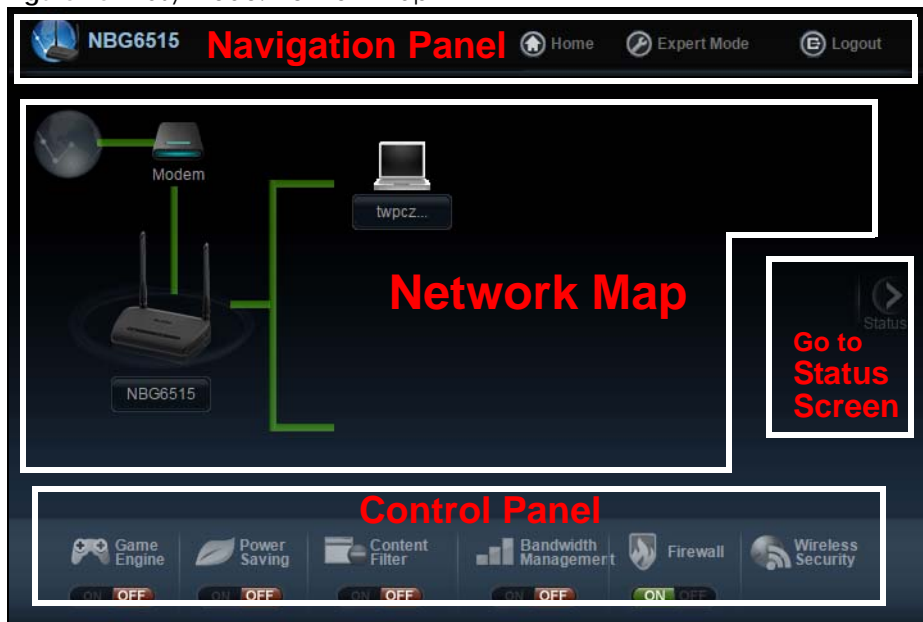 NBG6515 Navigation Panel Home Expert Mode Logout
Modem
twpcz...
Network Map
NBG6515
Status
Go to
Status
Screen
Control Panel
Game
Engine
Power
Saving
Content
Filter
Bandwidth
Management
Firewall
Wireless
Security
ON OFF
ON OFF
ON OFF
ON OFF
ON OFF